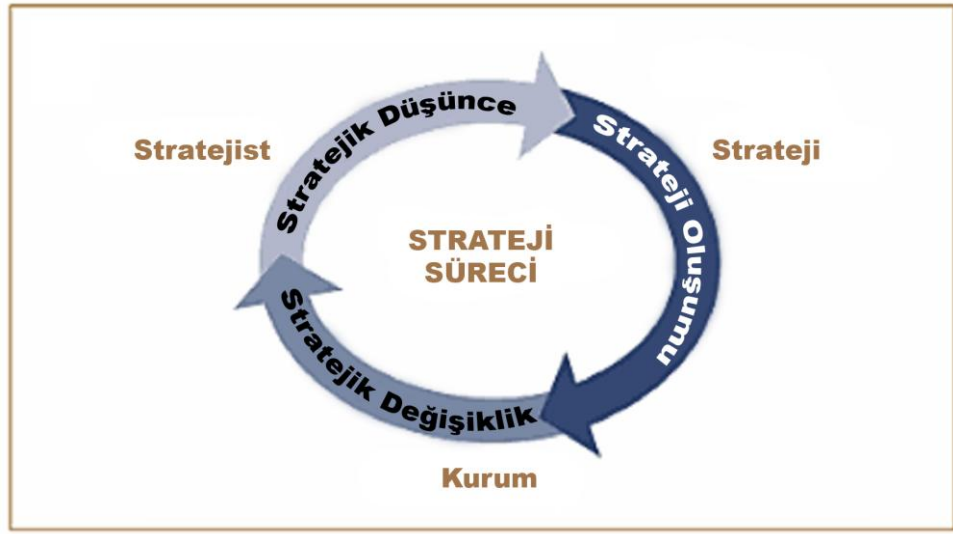 Stratejik Düşünce
Stratejist
Strateji Oluşumu
Strateji
STRATEJİ
SÜRECİ
Stratejik Değişiklik
Kurum